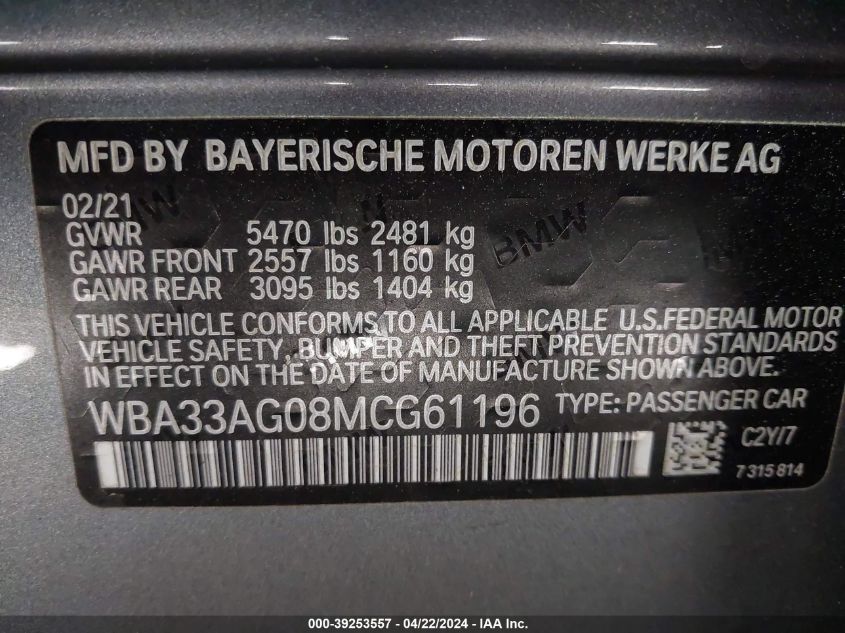 MFD BY BAYERISCHE MOTOREN WERKE AG
02/21
GVWR 5470 lbs 2481 kg
GAWR FRONT 2557 lbs 1160 kg
GAWR REAR 3095 lbs 1404 kg
THIS VEHICLE CONFORMS TO ALL APPLICABLE U.S.FEDERAL MOTOR
VEHICLE SAFETY, BUMPER AND THEFT PREVENTION STANDARDS
IN EFFECT ON THE DATE OF MANUFACTURE SHOWN ABOVE.
WBA33AG08MCG61196 TYPE: PASSENGER CAR
C2Y/7
7 315 814
BMW
BMW
000-39253557 - 04/22/2024 - IAA Inc.